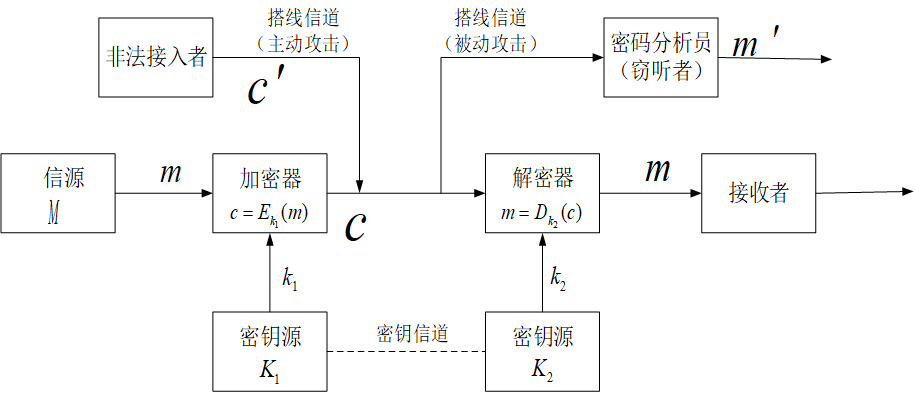 搭线信道
(主动攻击)
搭线信道
(被动攻击)
非法接入者
c'
密码分析员
(窃听者)
m'
信源
M
m
加密器
c = E_{k_1}(m)
c
解密器
m = D_{k_2}(c)
m
接收者
k_1
k_2
密钥源
K_1
密钥信道
密钥源
K_2